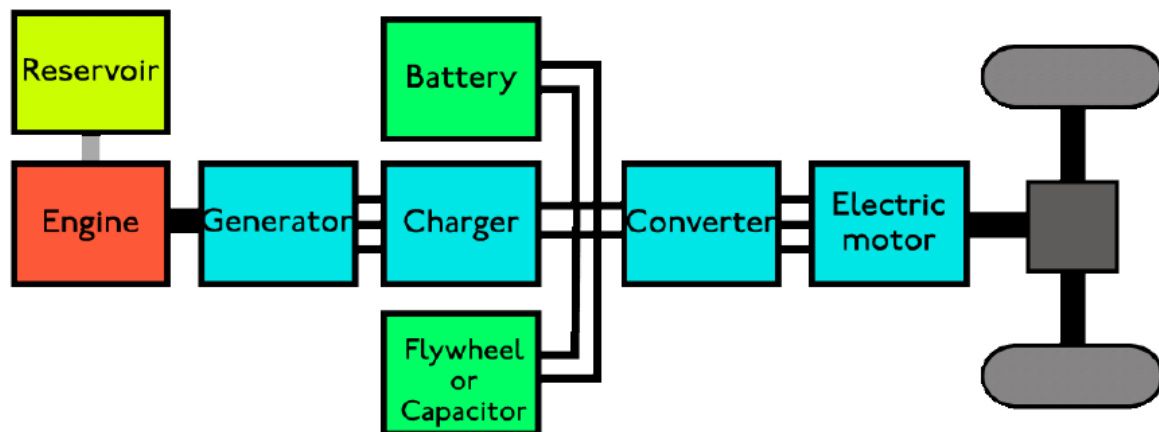 Reservoir
Battery
Engine
Generator
Charger
Converter
Electric
motor
Flywheel
or
Capacitor